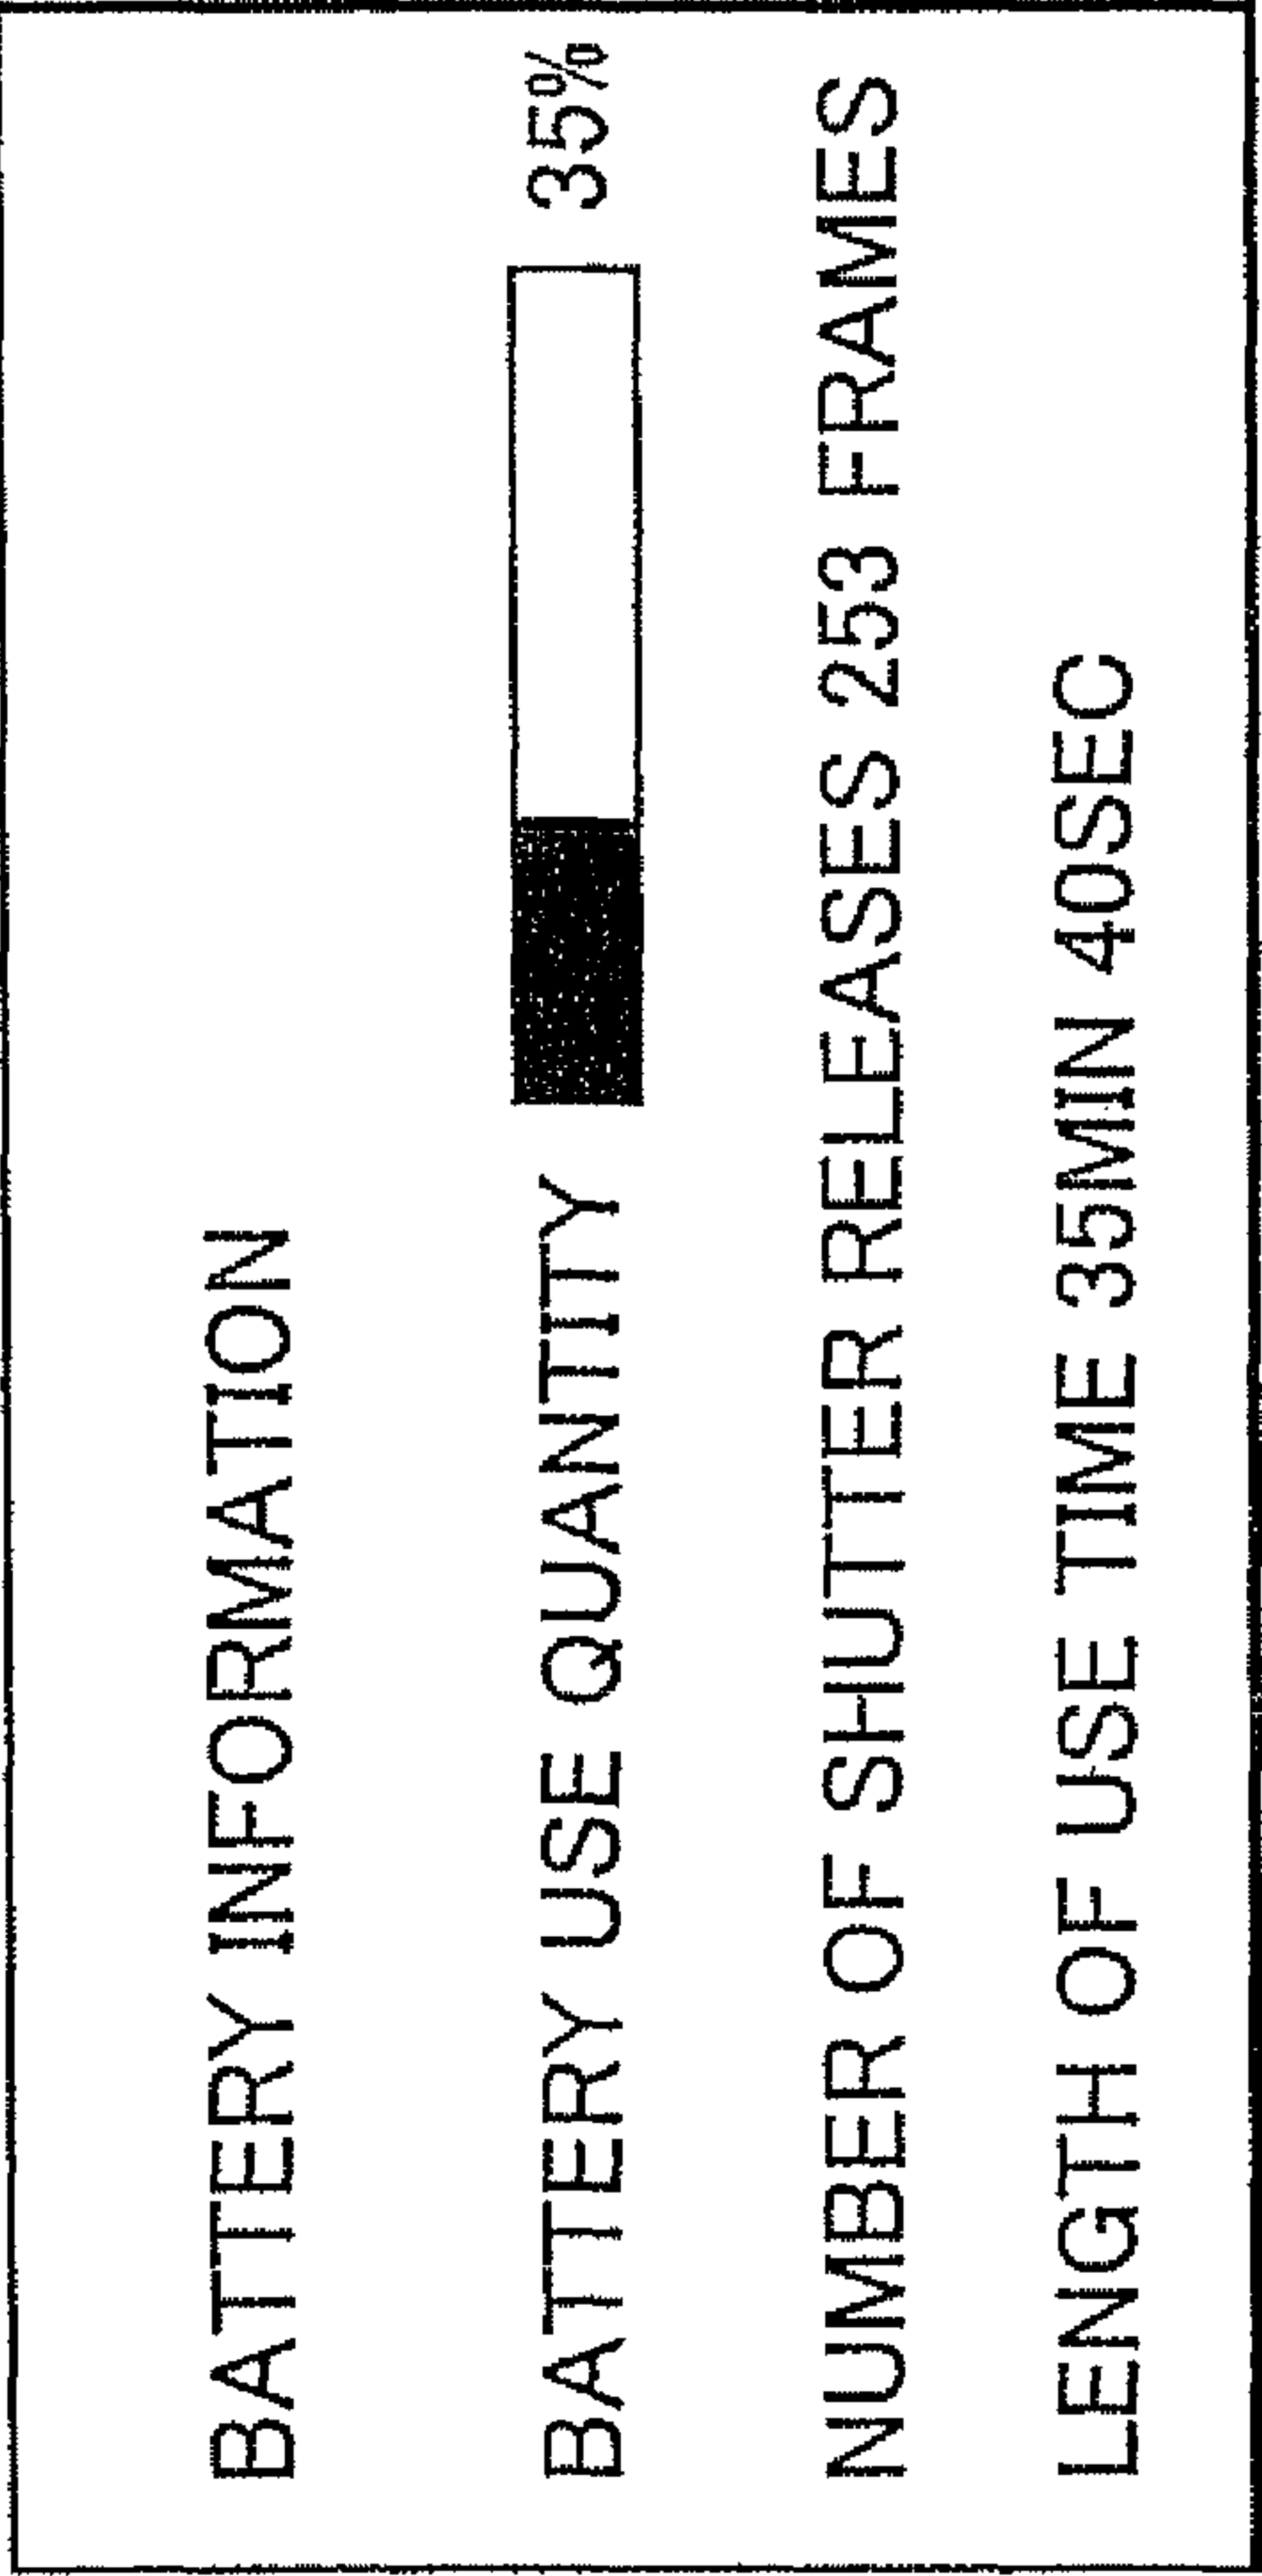 BATTERY INFORMATION
BATTERY USE QUANTITY 35%
NUMBER OF SHUTTER RELEASES 253 FRAMES
LENGTH OF USE TIME 35MIN 40SEC